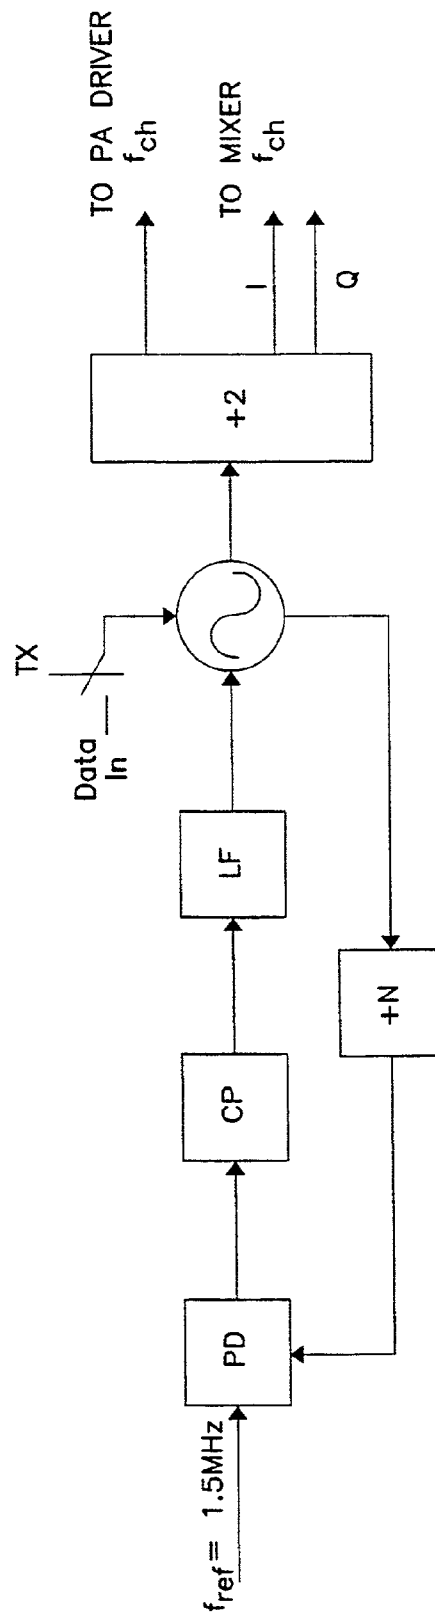 f_ref = 1.5MHz
PD
CP
LF
+N
Data
In
TX
+2
TO PA DRIVER
f_ch
TO MIXER
f_ch
I
Q